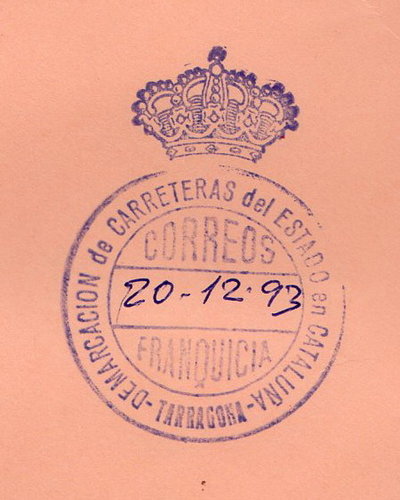 DEMARCACION de CARRETERAS del ESTADO en CATALUÑA
CORREOS
20-12-93
FRANQUICIA
-TARRAGONA-